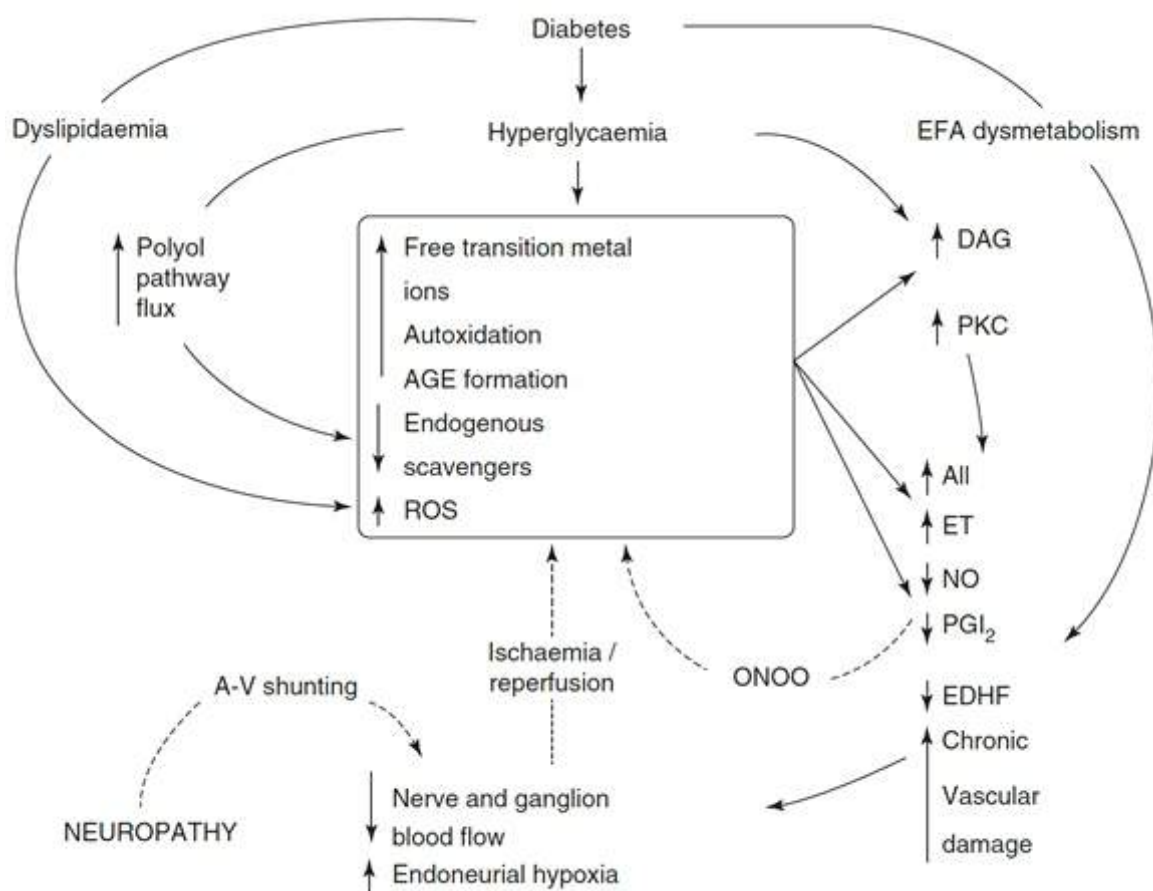 Diabetes
Dyslipidaemia
Hyperglycaemia
EFA dysmetabolism
Polyol
pathway
flux
Free transition metal
ions
Autoxidation
AGE formation
Endogenous
scavengers
ROS
DAG
PKC
AII
ET
NO
PGI₂
EDHF
Chronic
Vascular
damage
Ischaemia /
reperfusion
ONOO
A-V shunting
NEUROPATHY
Nerve and ganglion
blood flow
Endoneurial hypoxia